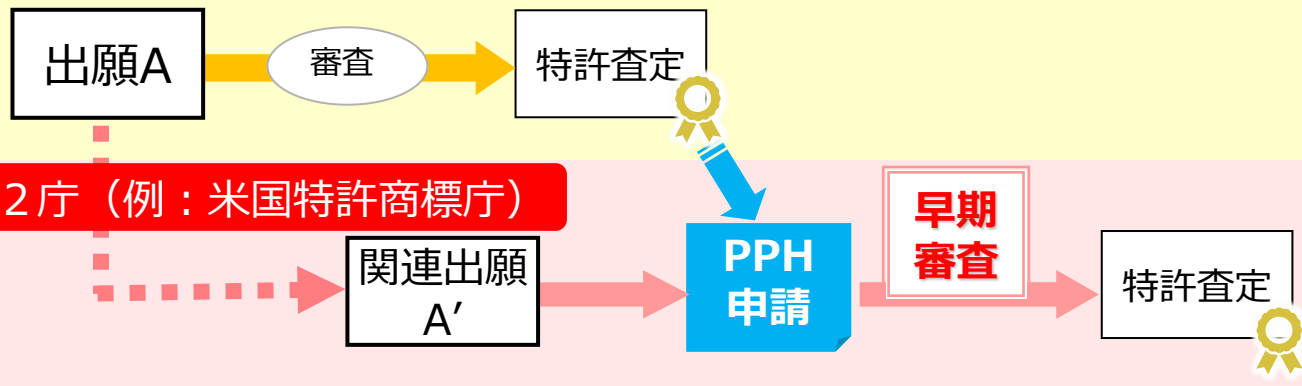 出願A
審査
特許査定
２庁（例：米国特許商標庁）
関連出願
A′
PPH
申請
早期
審査
特許査定